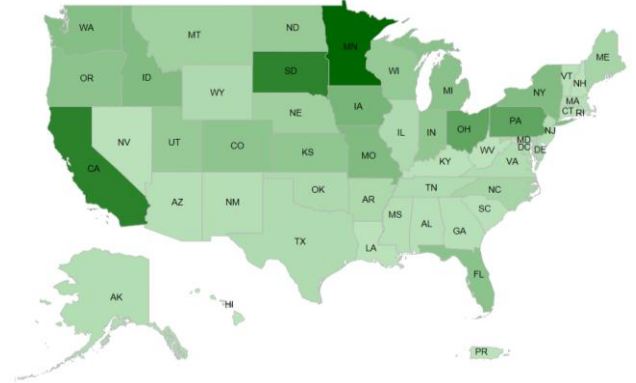 WA
MT
ND
MN
ME
OR
ID
SD
WI
MI
NY
VT
NH
MA
CT
RI
WY
IA
PA
NJ
NV
UT
NE
IL
IN
OH
MD
DC
DE
CO
KS
MO
KY
WV
VA
CA
AZ
NM
OK
AR
TN
NC
SC
TX
LA
MS
AL
GA
FL
AK
HI
PR